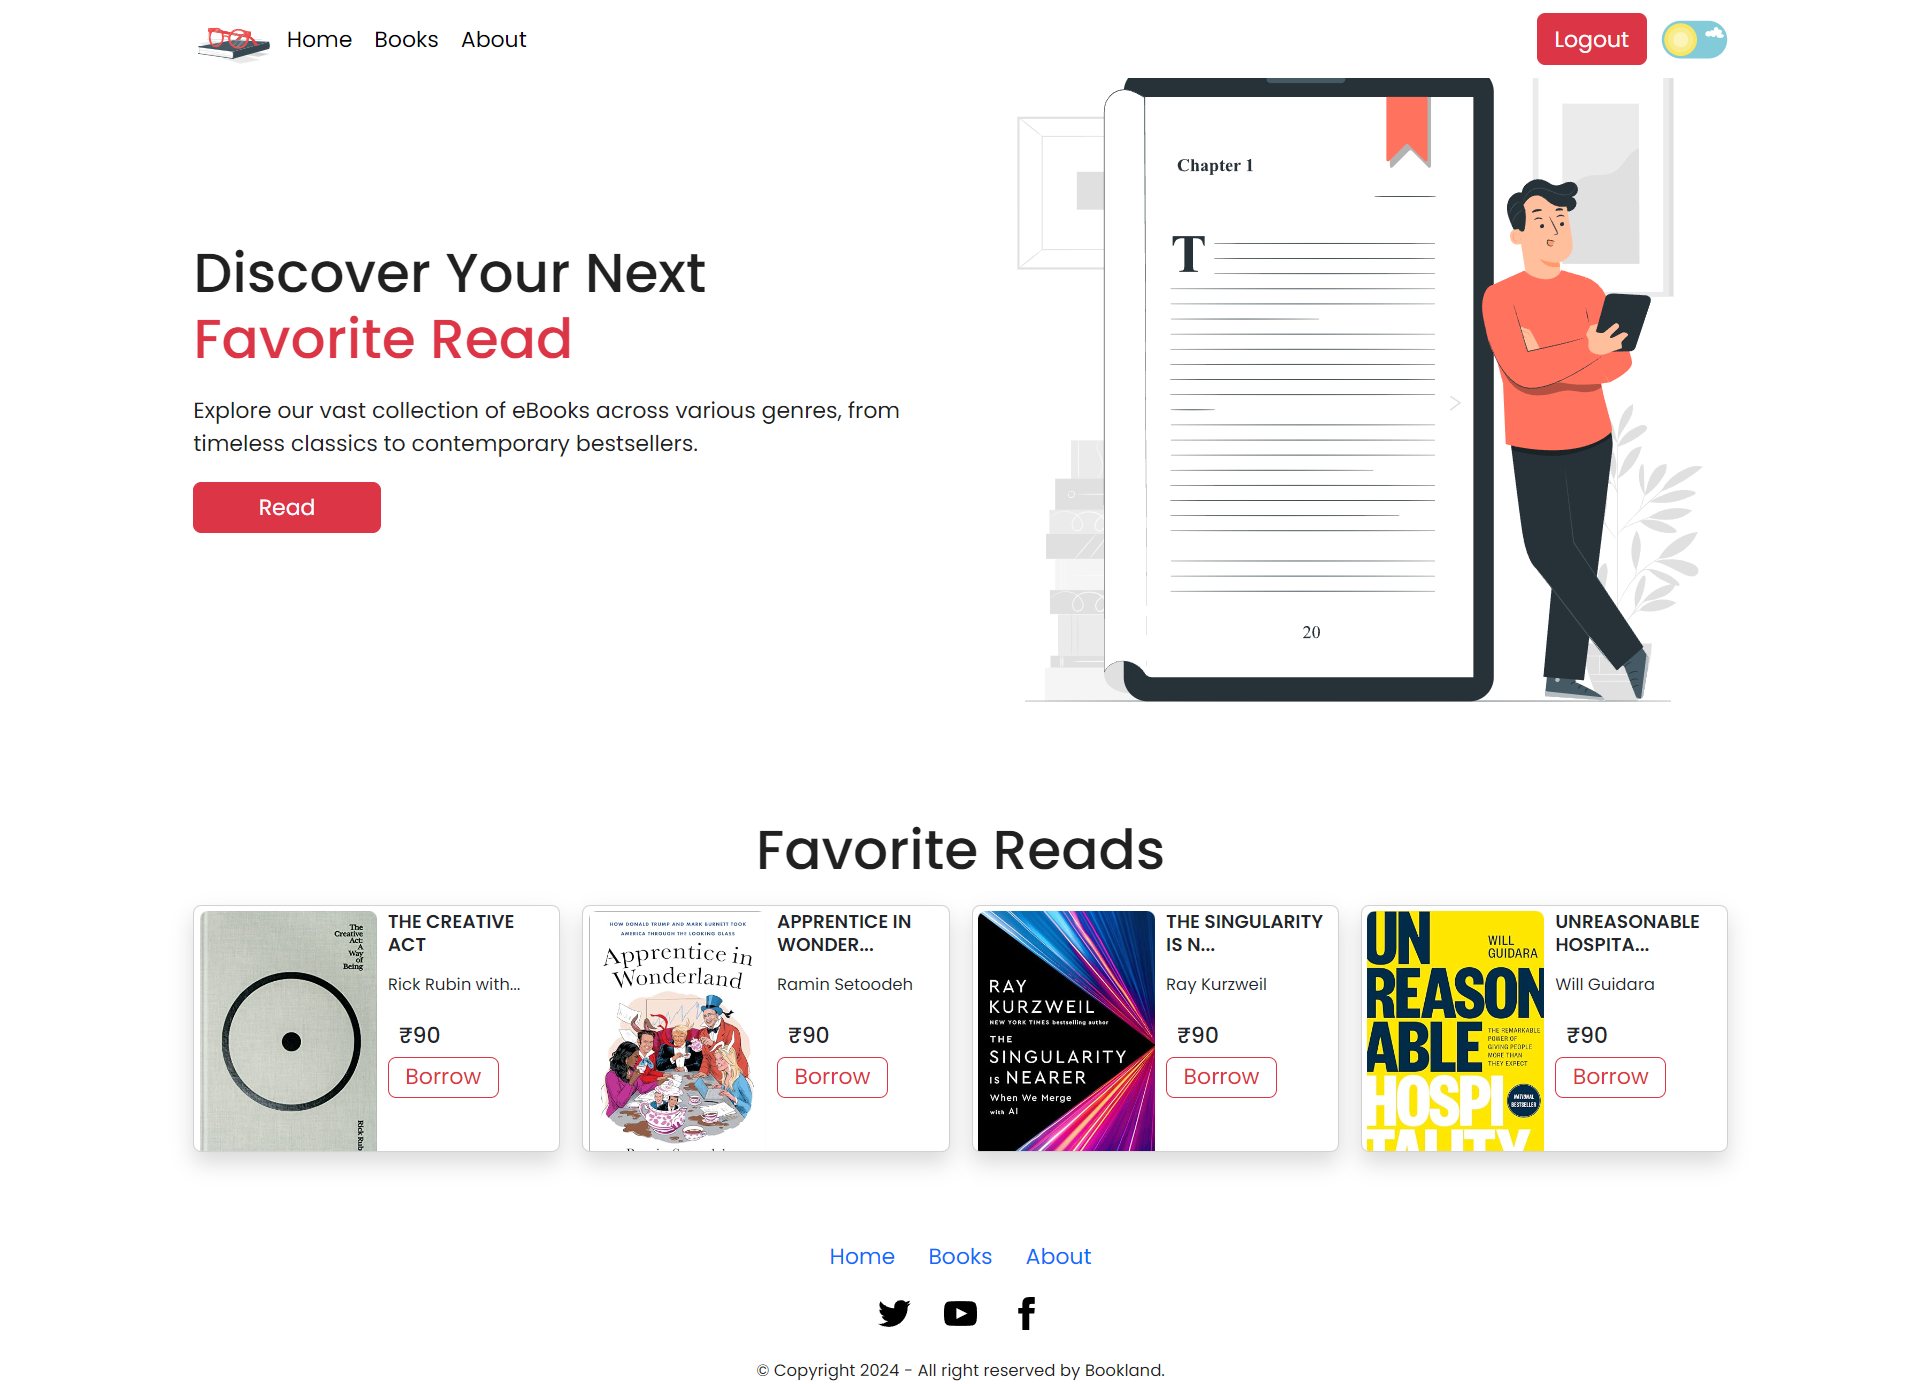 Home Books About
Logout
Chapter 1
T
20
Discover Your Next
Favorite Read
Explore our vast collection of eBooks across various genres, from
timeless classics to contemporary bestsellers.
Read
Favorite Reads
The
Creative
Act:
A
Way
of
Being
Rick Rub
THE CREATIVE
ACT
Rick Rubin with...
₹90
Borrow
HOW DONALD TRUMP AND MARK BURNETT TOOK
AMERICA THROUGH THE LOOKING GLASS
Apprentice in
Wonderland
APPRENTICE IN
WONDER...
Ramin Setoodeh
₹90
Borrow
RAY
KURZWEIL
NEW YORK TIMES bestselling author
THE
SINGULARITY
IS NEARER
When We Merge
with AI
THE SINGULARITY
IS N...
Ray Kurzweil
₹90
Borrow
UN
REASON
ABLE
HOSPI
TALITY
WILL
GUIDARA
THE REMARKABLE
POWER OF
GIVING PEOPLE
MORE THAN
THEY EXPECT
NATIONAL
BESTSELLER
UNREASONABLE
HOSPITA...
Will Guidara
₹90
Borrow
Home Books About
© Copyright 2024 - All right reserved by Bookland.